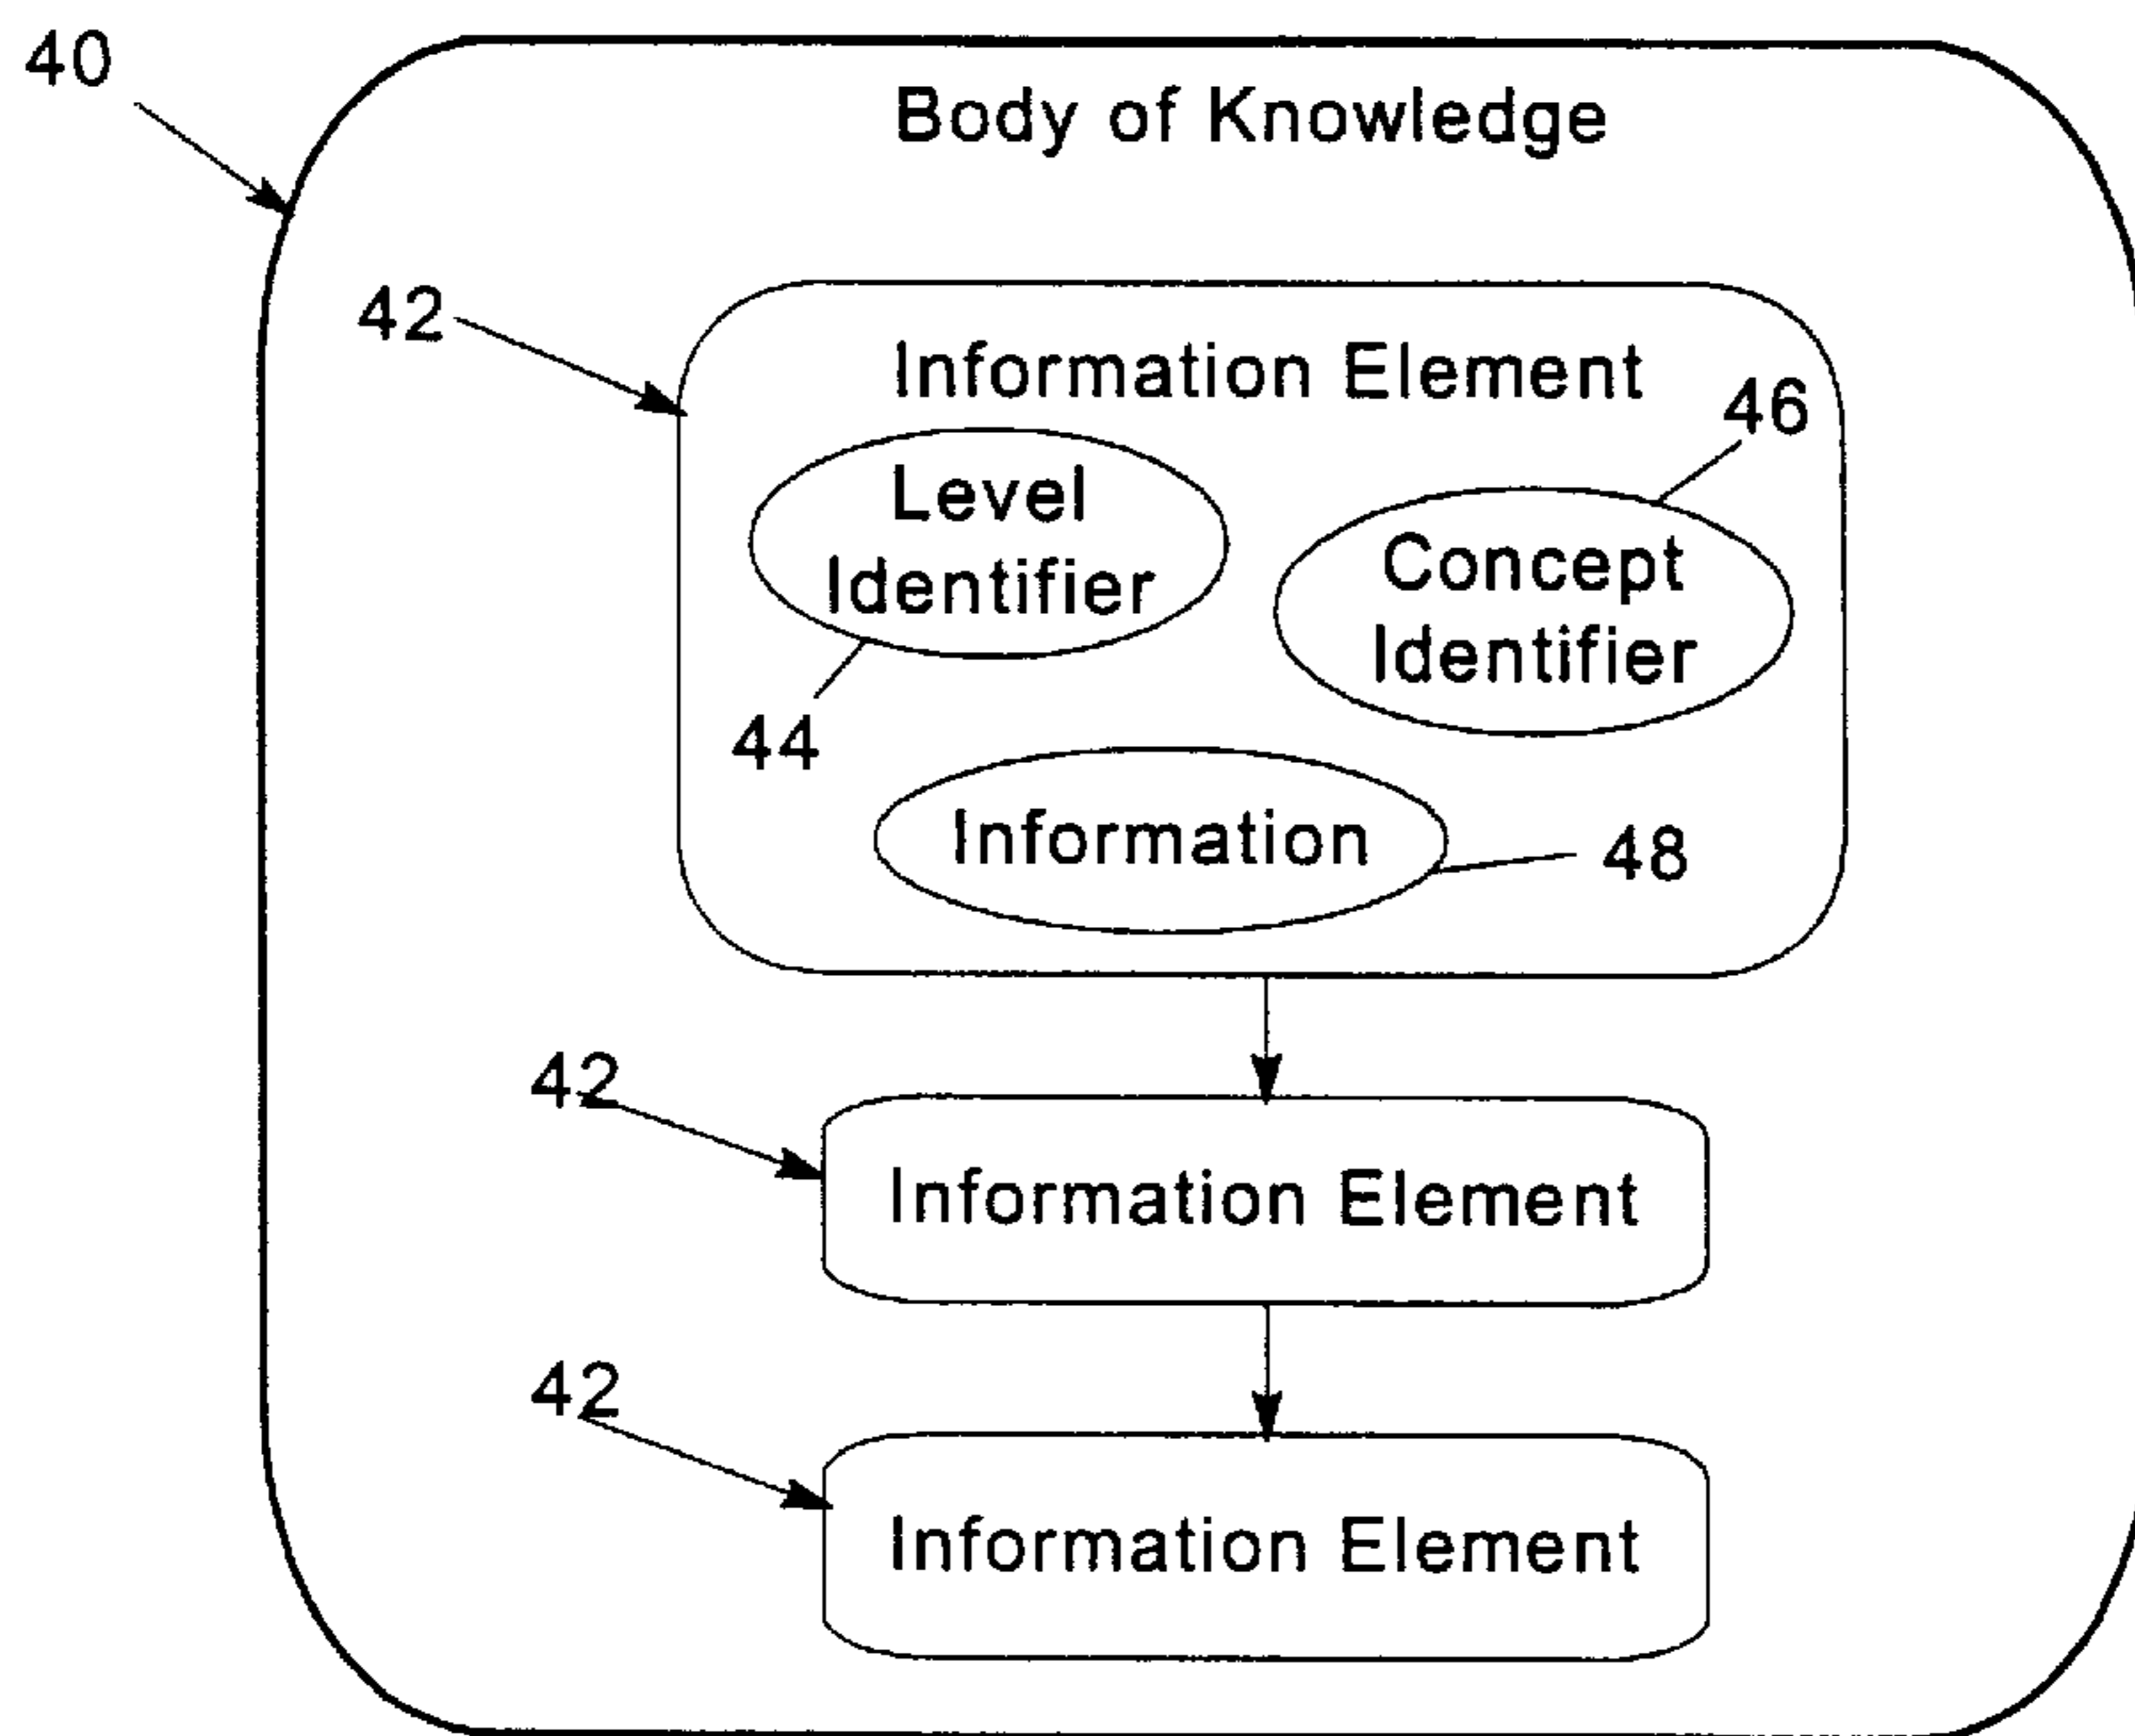 40
Body of Knowledge
42
Information Element
46
Level
Identifier
Concept
Identifier
44
Information
48
42
Information Element
42
Information Element